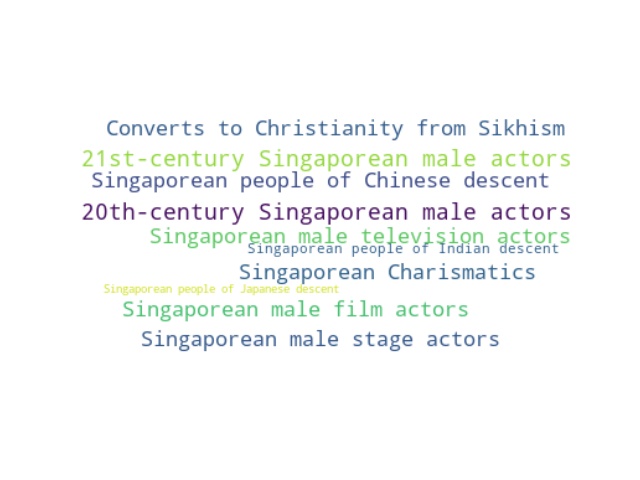 Converts to Christianity from Sikhism
21st-century Singaporean male actors
Singaporean people of Chinese descent
20th-century Singaporean male actors
Singaporean male television actors
Singaporean people of Indian descent
Singaporean Charismatics
Singaporean people of Japanese descent
Singaporean male film actors
Singaporean male stage actors